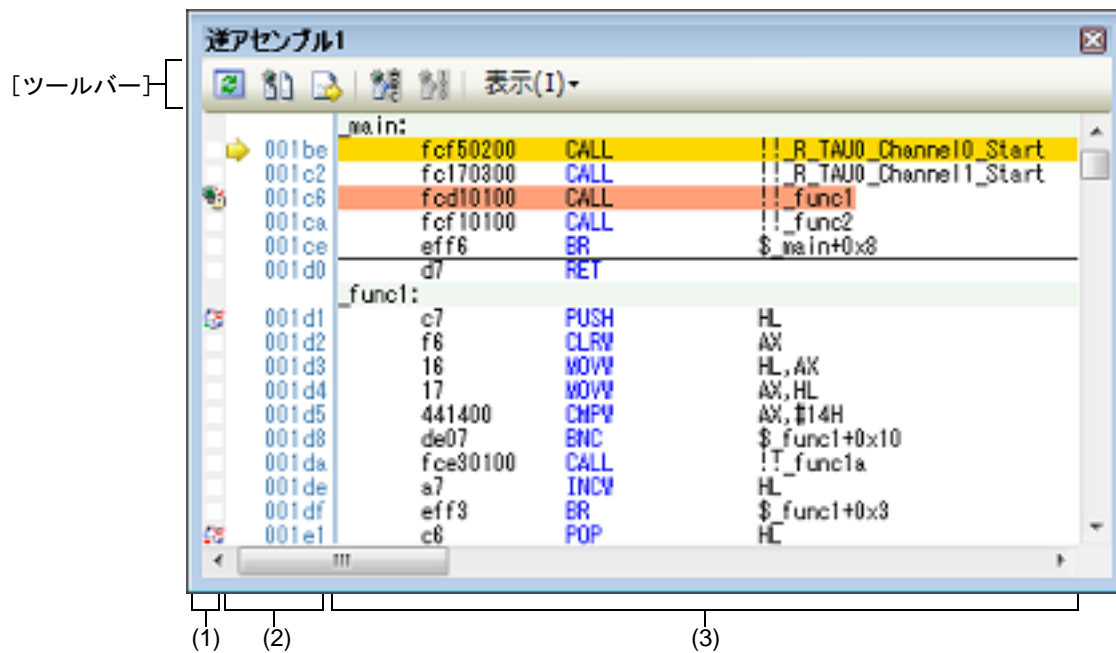 逆アセンブル1
[ツールバー]
表示(I)
_main:
001be fcf50200 CALL !!_R_TAU0_Channel0_Start
001c2 fc170300 CALL !!_R_TAU0_Channel1_Start
001c6 fcd10100 CALL !!_func1
001ca fcf10100 CALL !!_func2
001ce eff6 BR $_main+0x8
001d0 d7 RET
_func1:
001d1 c7 PUSH HL
001d2 f6 CLRW AX
001d3 16 MOVW HL,AX
001d4 17 MOVW AX,HL
001d5 441400 CMPW AX,#14H
001d8 de07 BNC $_func1+0x10
001da fce30100 CALL !!_func1a
001de a7 INCW HL
001df eff3 BR $_func1+0x3
001e1 c6 POP HL
(1) (2) (3)